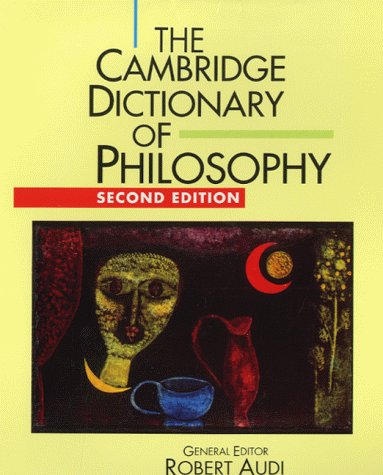 THE
CAMBRIDGE
DICTIONARY
OF
PHILOSOPHY
SECOND EDITION
GENERAL EDITOR
ROBERT AUDI